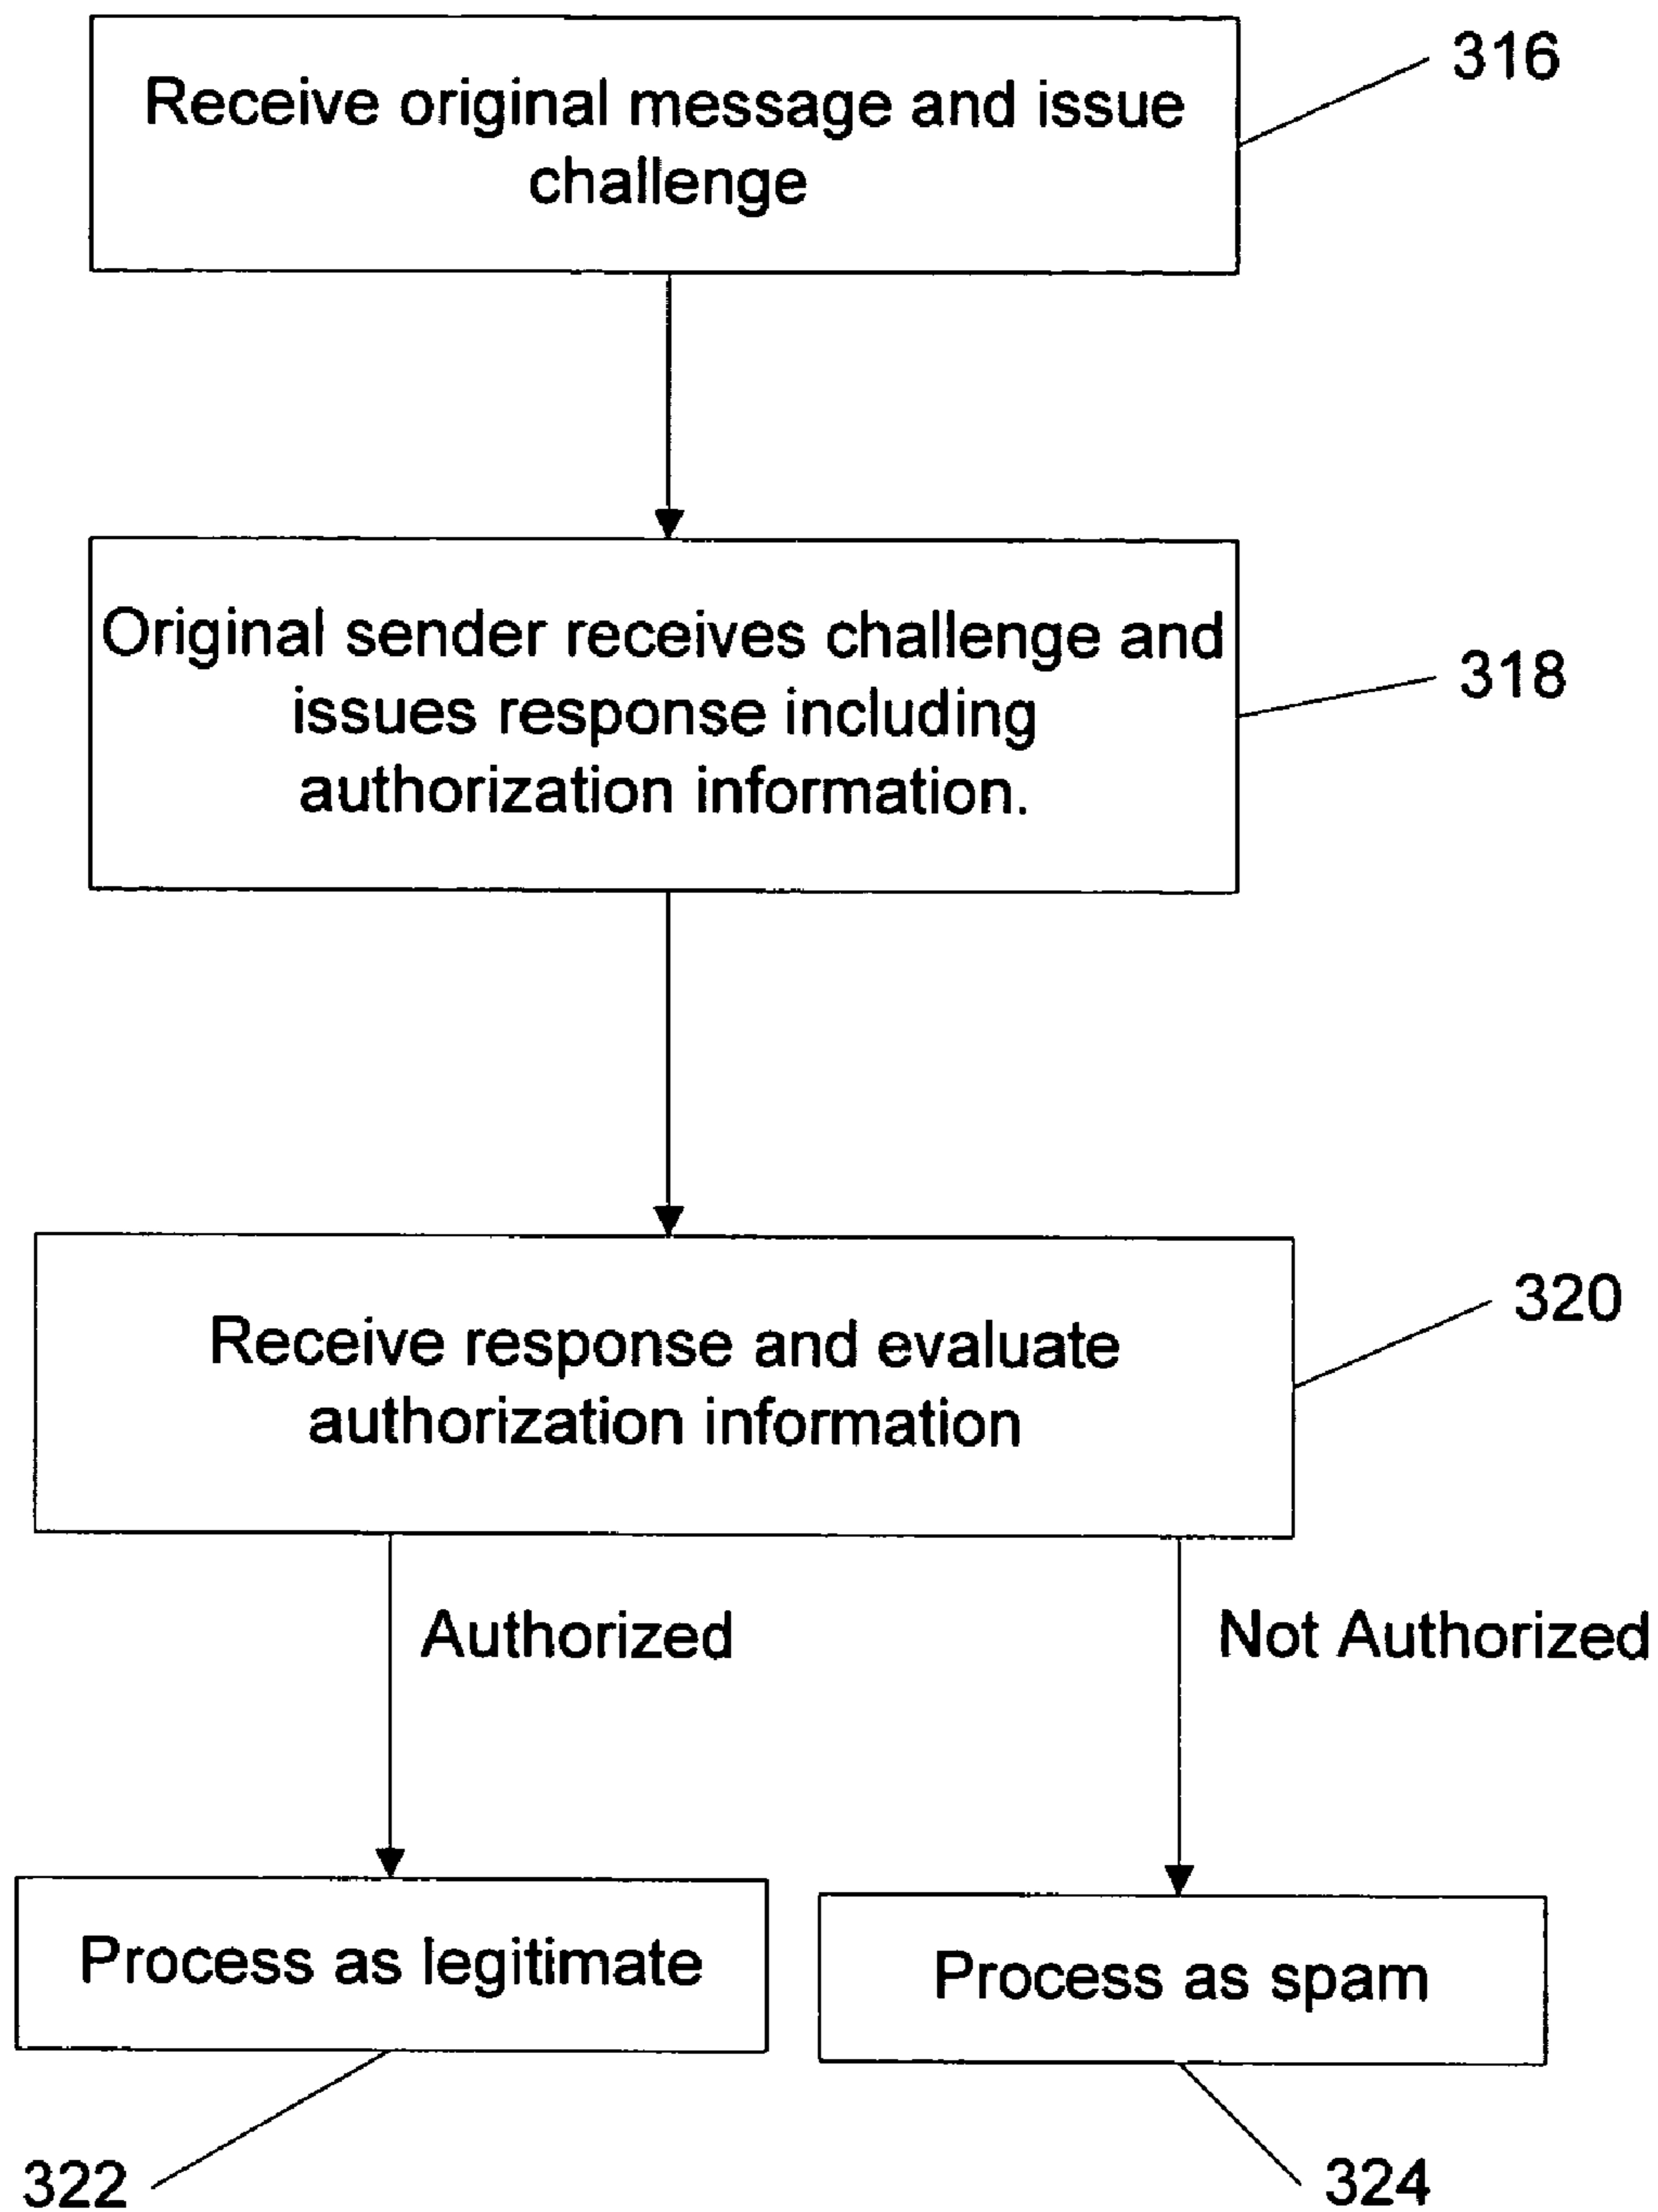 Receive original message and issue
challenge
316
Original sender receives challenge and
issues response including
authorization information.
318
Receive response and evaluate
authorization information
320
Authorized
Not Authorized
Process as legitimate
Process as spam
322
324